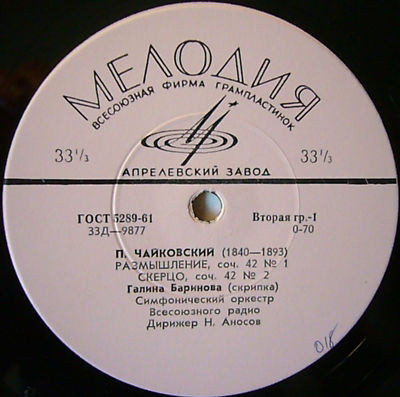 МЕЛОДИЯ
ВСЕСОЮЗНАЯ ФИРМА ГРАМПЛАСТИНОК
33⅓ 33⅓
АПРЕЛЕВСКИЙ ЗАВОД
ГОСТ 5289-61 Вторая гр.-I
33Д—9877 0-70
П. ЧАЙКОВСКИЙ (1840—1893)
РАЗМЫШЛЕНИЕ, соч. 42 № 1
СКЕРЦО, соч. 42 № 2
Галина Баринова (скрипка)
Симфонический оркестр
Всесоюзного радио
Дирижер Н. Аносов